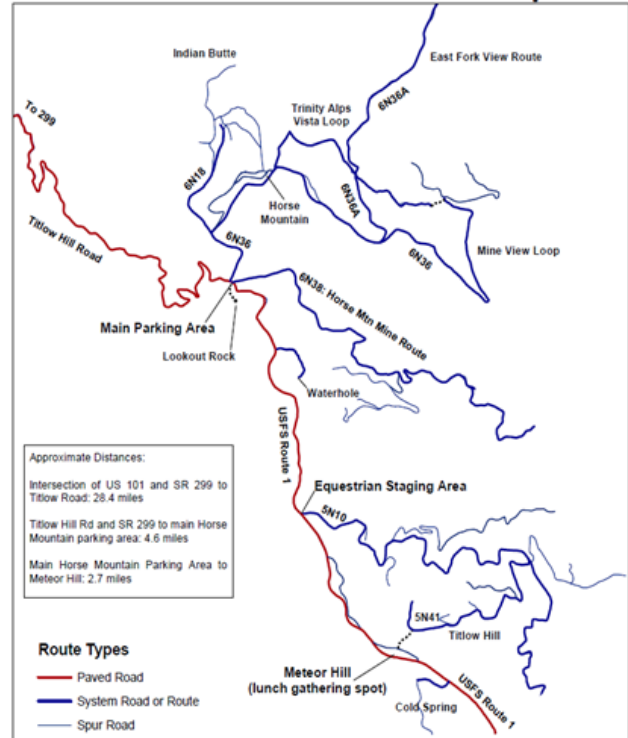 Indian Butte
East Fork View Route
To 299
6N36A
Trinity Alps
Vista Loop
6N18
Horse
Mountain
6N36A
6N36
Mine View Loop
Titlow Hill Road
6N36
6N38: Horse Mtn Mine Route
Main Parking Area
Lookout Rock
Waterhole
USFS Route 1
Approximate Distances:
Intersection of US 101 and SR 299 to
Titlow Road: 28.4 miles
Titlow Hill Rd and SR 299 to main Horse
Mountain parking area: 4.6 miles
Main Horse Mountain Parking Area to
Meteor Hill: 2.7 miles
Equestrian Staging Area
5N10
5N41
Titlow Hill
Meteor Hill
(lunch gathering spot)
USFS Route 1
Cold Spring
Route Types
Paved Road
System Road or Route
Spur Road